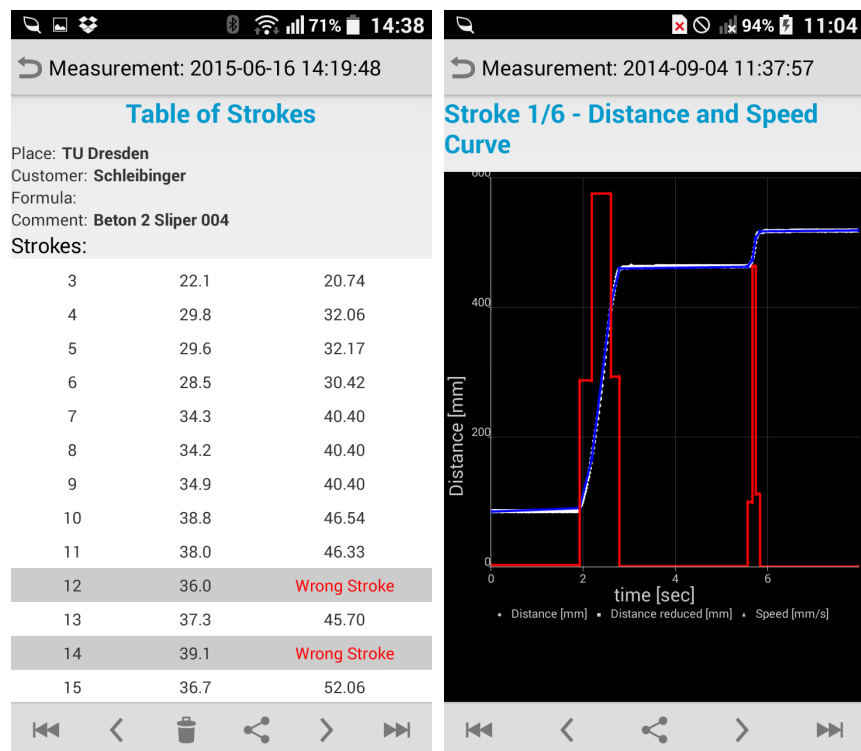 71% 14:38
Measurement: 2015-06-16 14:19:48
Table of Strokes
Place: TU Dresden
Customer: Schleibinger
Formula:
Comment: Beton 2 Sliper 004
Strokes:
3 22.1 20.74
4 29.8 32.06
5 29.6 32.17
6 28.5 30.42
7 34.3 40.40
8 34.2 40.40
9 34.9 40.40
10 38.8 46.54
11 38.0 46.33
12 36.0 Wrong Stroke
13 37.3 45.70
14 39.1 Wrong Stroke
15 36.7 52.06
94% 11:04
Measurement: 2014-09-04 11:37:57
Stroke 1/6 - Distance and Speed
Curve
600
400
200
0
Distance [mm]
0 2 4 6
time [sec]
Distance [mm] Distance reduced [mm] Speed [mm/s]